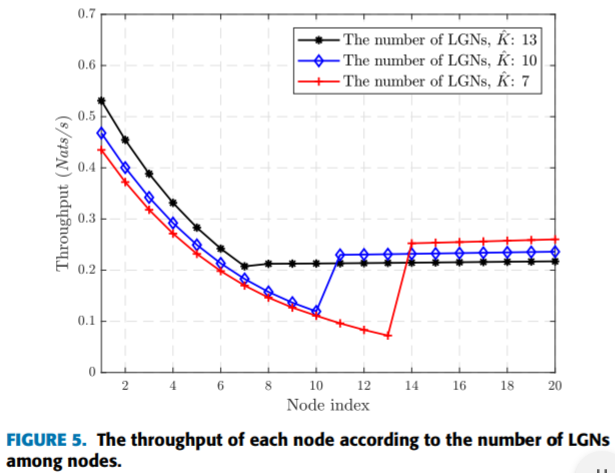 0.7
0.6
0.5
0.4
0.3
0.2
0.1
0
Throughput (Nats/s)
The number of LGNs, K̂: 13
The number of LGNs, K̂: 10
The number of LGNs, K̂: 7
2 4 6 8 10 12 14 16 18 20
Node index
FIGURE 5. The throughput of each node according to the number of LGNs
among nodes.